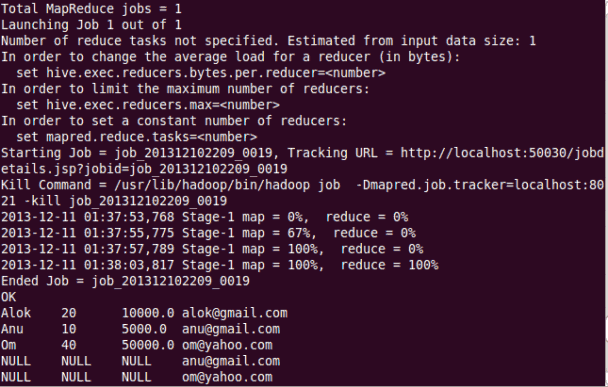 Total MapReduce jobs = 1
Launching Job 1 out of 1
Number of reduce tasks not specified. Estimated from input data size: 1
In order to change the average load for a reducer (in bytes):
  set hive.exec.reducers.bytes.per.reducer=<number>
In order to limit the maximum number of reducers:
  set hive.exec.reducers.max=<number>
In order to set a constant number of reducers:
  set mapred.reduce.tasks=<number>
Starting Job = job_201312102209_0019, Tracking URL = http://localhost:50030/jobd
etails.jsp?jobid=job_201312102209_0019
Kill Command = /usr/lib/hadoop/bin/hadoop job  -Dmapred.job.tracker=localhost:80
21 -kill job_201312102209_0019
2013-12-11 01:37:53,768 Stage-1 map = 0%,  reduce = 0%
2013-12-11 01:37:55,775 Stage-1 map = 67%,  reduce = 0%
2013-12-11 01:37:57,789 Stage-1 map = 100%,  reduce = 0%
2013-12-11 01:38:03,817 Stage-1 map = 100%,  reduce = 100%
Ended Job = job_201312102209_0019
OK
Alok    20      10000.0 alok@gmail.com
Anu     10      5000.0  anu@gmail.com
Om      40      50000.0 om@yahoo.com
NULL    NULL    NULL    anu@gmail.com
NULL    NULL    NULL    om@yahoo.com